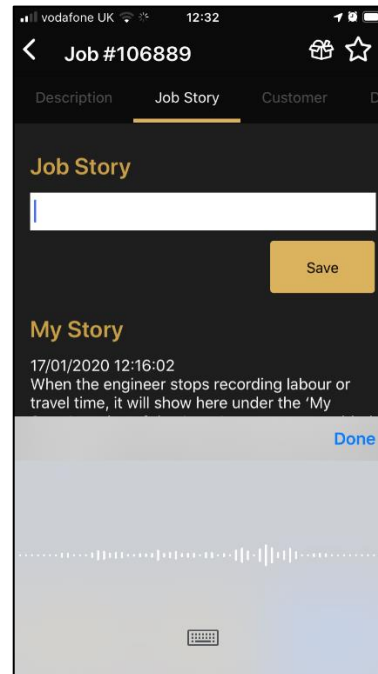 vodafone UK 12:32
Job #106889
Description Job Story Customer D
Job Story
Save
My Story
17/01/2020 12:16:02
When the engineer stops recording labour or
travel time, it will show here under the ‘My
Done